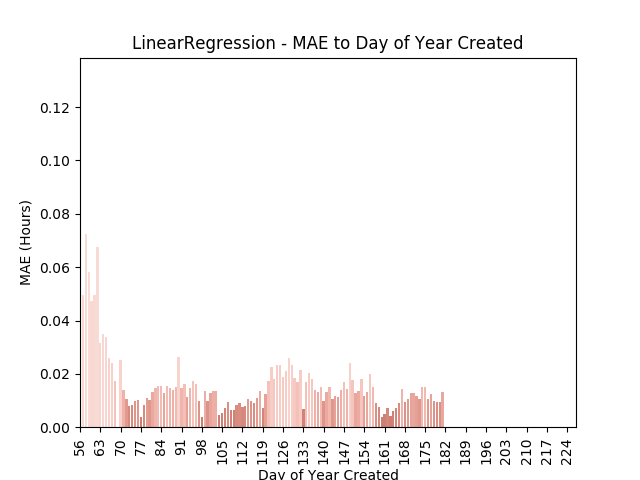 LinearRegression - MAE to Day of Year Created
MAE (Hours)
0.12
0.10
0.08
0.06
0.04
0.02
0.00
56 63 70 77 84 91 98 105 112 119 126 133 140 147 154 161 168 175 182 189 196 203 210 217 224
Day of Year Created